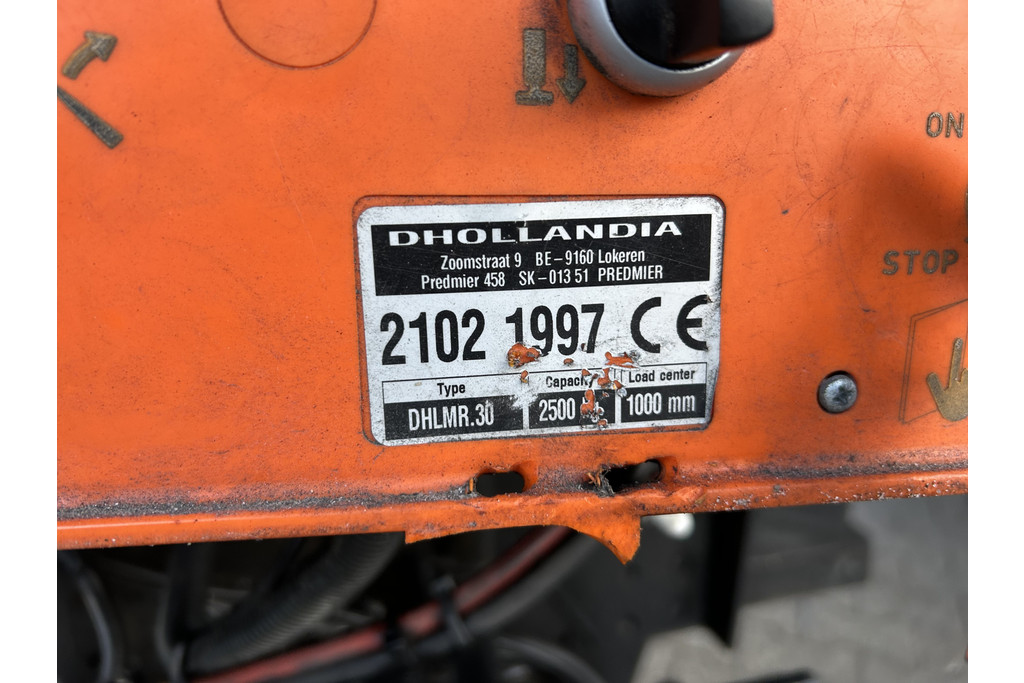 ON
STOP
DHOLLANDIA
Zoomstraat 9 BE-9160 Lokeren
Predmier 458 SK-013 51 PREDMIER
2102 1997 CE
Type Capacity Load center
DHLMR.30 2500 1000 mm